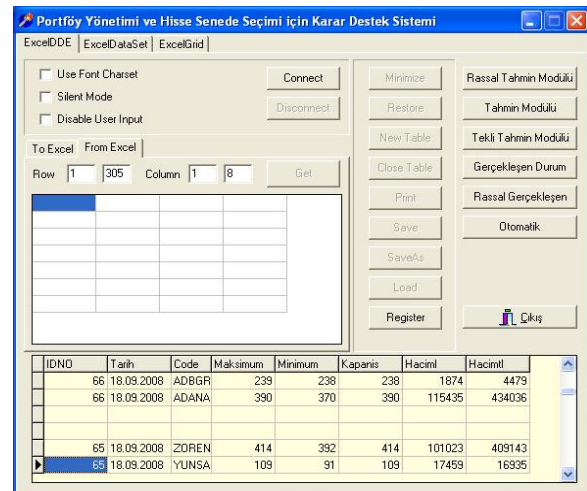 Portföy Yönetimi ve Hisse Senede Seçimi için Karar Destek Sistemi
ExcelDDE ExcelDataSet ExcelGrid
Use Font Charset
Silent Mode
Disable User Input
Connect
Disconnect
To Excel From Excel
Row 1 305 Column 1 8 Get
Minimize
Restore
New Table
Close Table
Print
Save
SaveAs
Load
Register
Rassal Tahmin Modülü
Tahmin Modülü
Tekli Tahmin Modülü
Gerçekleşen Durum
Rassal Gerçekleşen
Otomatik
Çıkış
IDNO Tarih Code Maksimum Minimum Kapanis Haciml Hacimtl
66 18.09.2008 ADBGR 239 238 238 1874 4479
66 18.09.2008 ADANA 390 370 390 115435 434036
65 18.09.2008 ZOREN 414 392 414 101023 409143
65 18.09.2008 YUNSA 109 91 109 17459 16935